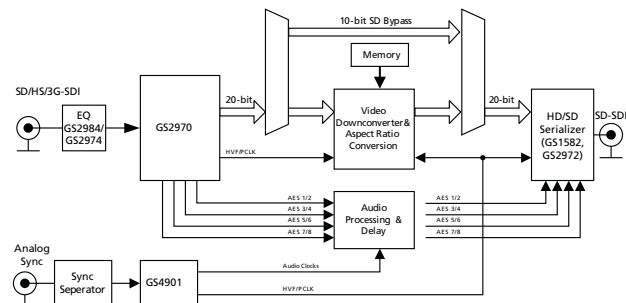 10-bit SD Bypass
Memory
SD/HS/3G-SDI
EQ
GS2984/
GS2974
GS2970
20-bit
Video
Downconverter&
Aspect Ratio
Conversion
20-bit
HD/SD
Serializer
(GS1582,
GS2972)
SD-SDI
HVF/PCLK
AES 1/2
AES 3/4
AES 5/6
AES 7/8
Audio
Processing &
Delay
AES 1/2
AES 3/4
AES 5/6
AES 7/8
Analog
Sync
Sync
Seperator
GS4901
Audio Clocks
HVF/PCLK